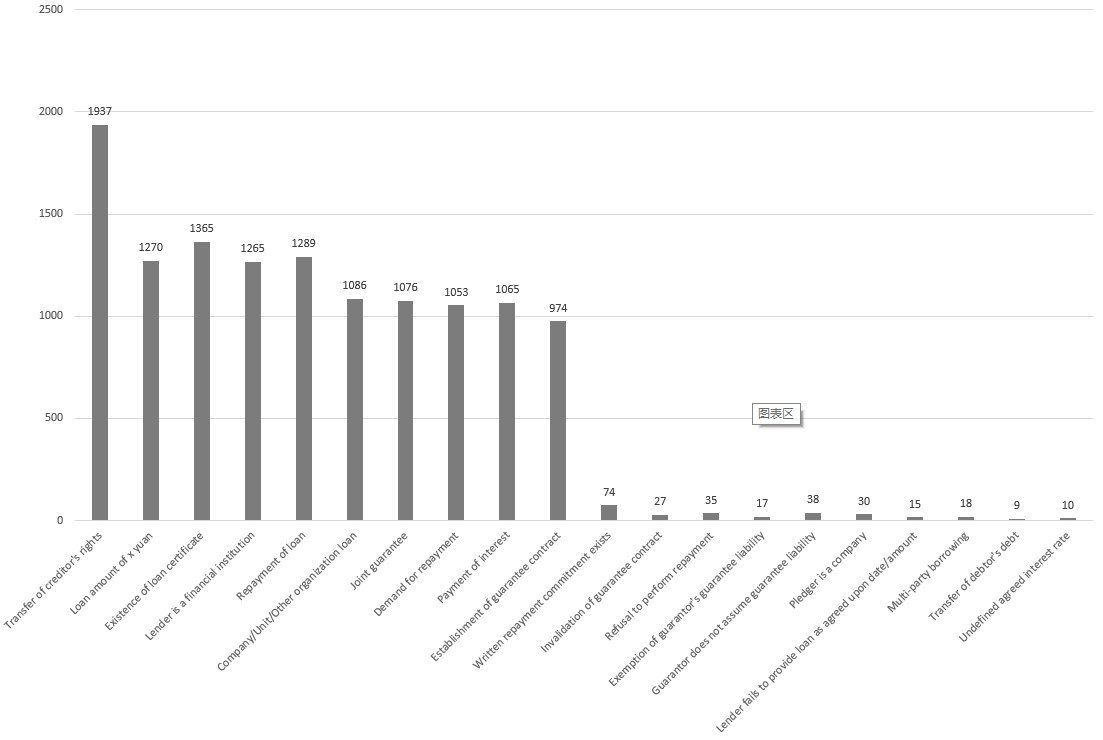 2500
2000
1500
1000
500
0
1937
1270
1365
1265
1289
1086
1076
1053
1065
974
74
27
35
17
38
30
15
18
9
10
图表区
Transfer of creditor's rights
Loan amount of x yuan
Existence of loan certificate
Lender is a financial institution
Repayment of loan
Company/Unit/Other organization loan
Joint guarantee
Demand for repayment
Payment of interest
Establishment of guarantee contract
Written repayment commitment exists
Invalidation of guarantee contract
Refusal to perform repayment
Exemption of guarantor's guarantee liability
Guarantor does not assume guarantee liability
Pledger is a company
Lender fails to provide loan as agreed upon date/amount
Multi-party borrowing
Transfer of debtor's debt
Undefined agreed interest rate